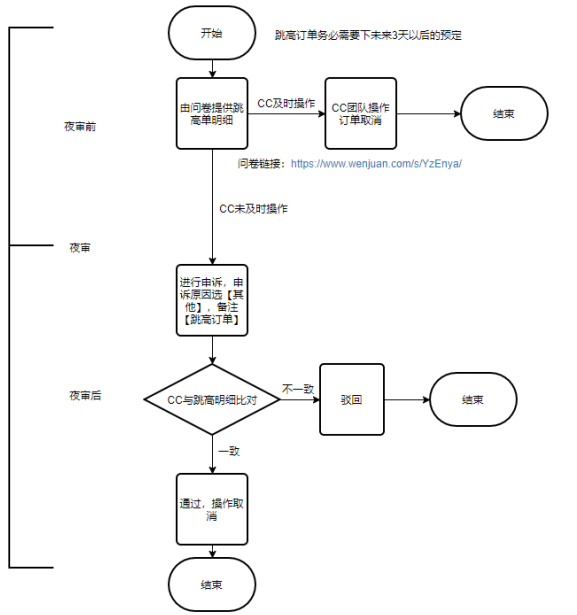 开始
跳高订单务必需要下未来3天以后的预定
由问卷提供跳
高单明细
CC及时操作
CC团队操作
订单取消
结束
夜审前
问卷链接：https://www.wenjuan.com/s/YzEnya/
CC未及时操作
夜审
进行申诉，申
诉原因选【其
他】，备注
【跳高订单】
夜审后
CC与跳高明细比对
不一致
驳回
结束
一致
通过，操作取
消
结束